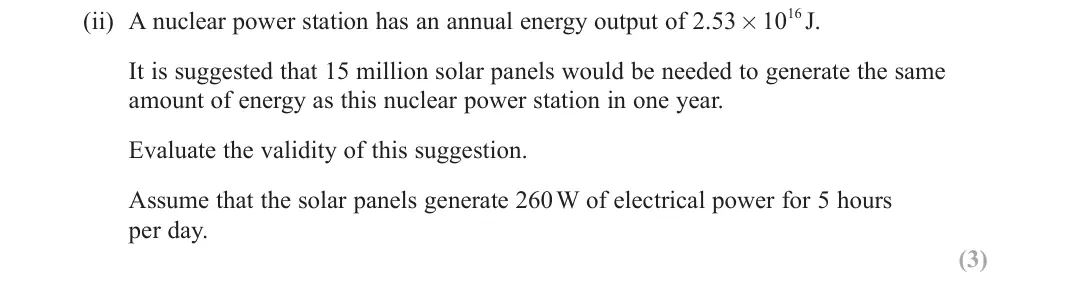 (ii) A nuclear power station has an annual energy output of 2.53 × 10¹⁶ J.
It is suggested that 15 million solar panels would be needed to generate the same
amount of energy as this nuclear power station in one year.
Evaluate the validity of this suggestion.
Assume that the solar panels generate 260 W of electrical power for 5 hours
per day.
(3)